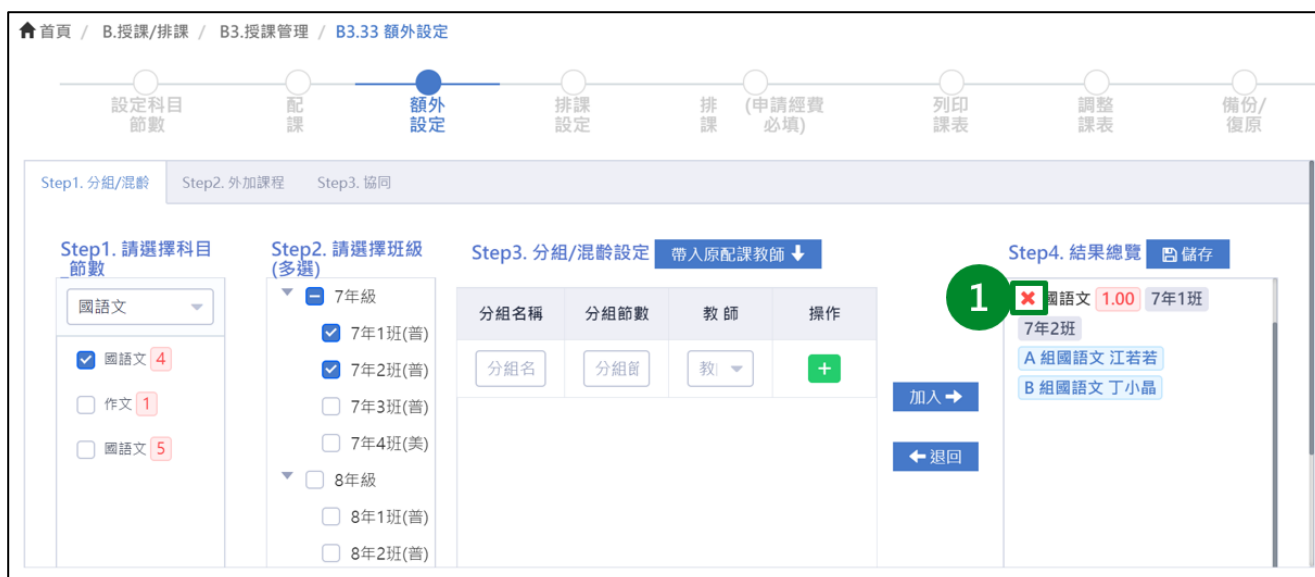 首頁 / B.授課/排課 / B3.授課管理 / B3.33 額外設定
設定科目
節數
配
課
額外
設定
排課
設定
排
課
(申請經費
必填)
列印
課表
調整
課表
備份/
復原
Step1. 分組/混齡 Step2. 外加課程 Step3. 協同
Step1. 請選擇科目
_節數
國語文
國語文 4
作文 1
國語文 5
Step2. 請選擇班級
(多選)
7年級
7年1班(普)
7年2班(普)
7年3班(普)
7年4班(美)
8年級
8年1班(普)
8年2班(普)
Step3. 分組/混齡設定 帶入原配課教師
分組名稱 分組節數 教 師 操作
分組名 分組節
加入
退回
Step4. 結果總覽 儲存
1
國語文 1.00 7年1班
7年2班
A 組國語文 江若若
B 組國語文 丁小晶